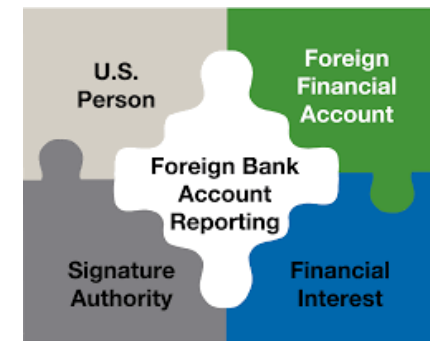 U.S.
Person
Foreign
Financial
Account
Foreign Bank
Account
Reporting
Signature
Authority
Financial
Interest